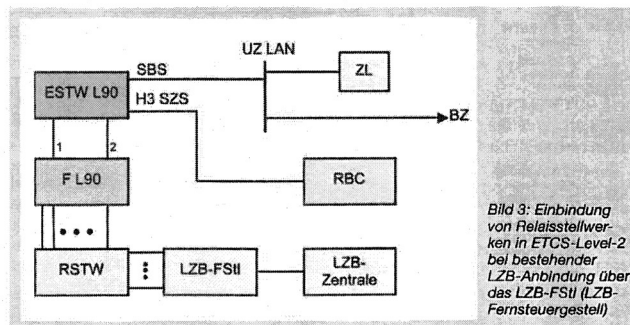 UZ LAN
SBS
ZL
ESTW L90
H3 SZS
BZ
1
2
F L90
RBC
RSTW
LZB-FStl
LZB-
Zentrale
Bild 3: Einbindung
von Relaisstellwer-
ken in ETCS-Level-2
bei bestehender
LZB-Anbindung über
das LZB-FStl (LZB-
Fernsteuergestell)